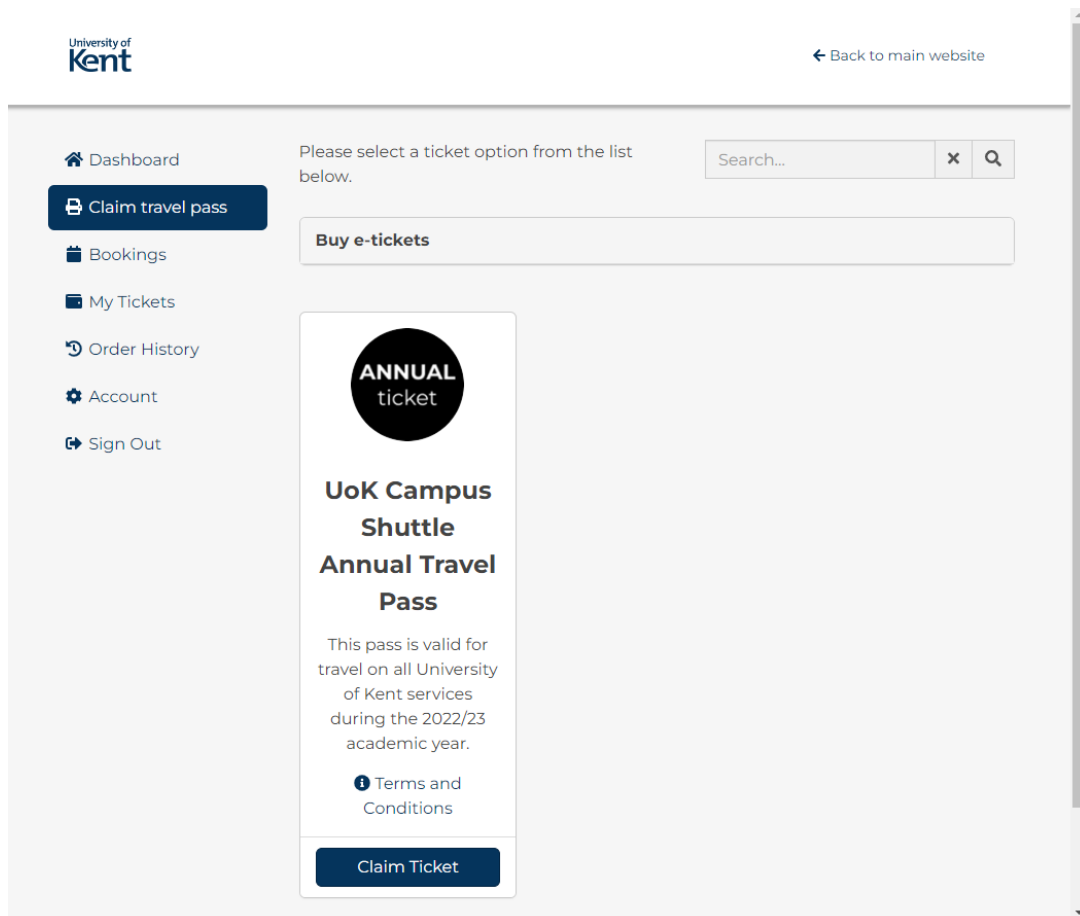 University of
Kent
Back to main website
Dashboard
Claim travel pass
Bookings
My Tickets
Order History
Account
Sign Out
Please select a ticket option from the list
below.
Search...
Buy e-tickets
ANNUAL
ticket
UoK Campus
Shuttle
Annual Travel
Pass
This pass is valid for
travel on all University
of Kent services
during the 2022/23
academic year.
Terms and
Conditions
Claim Ticket